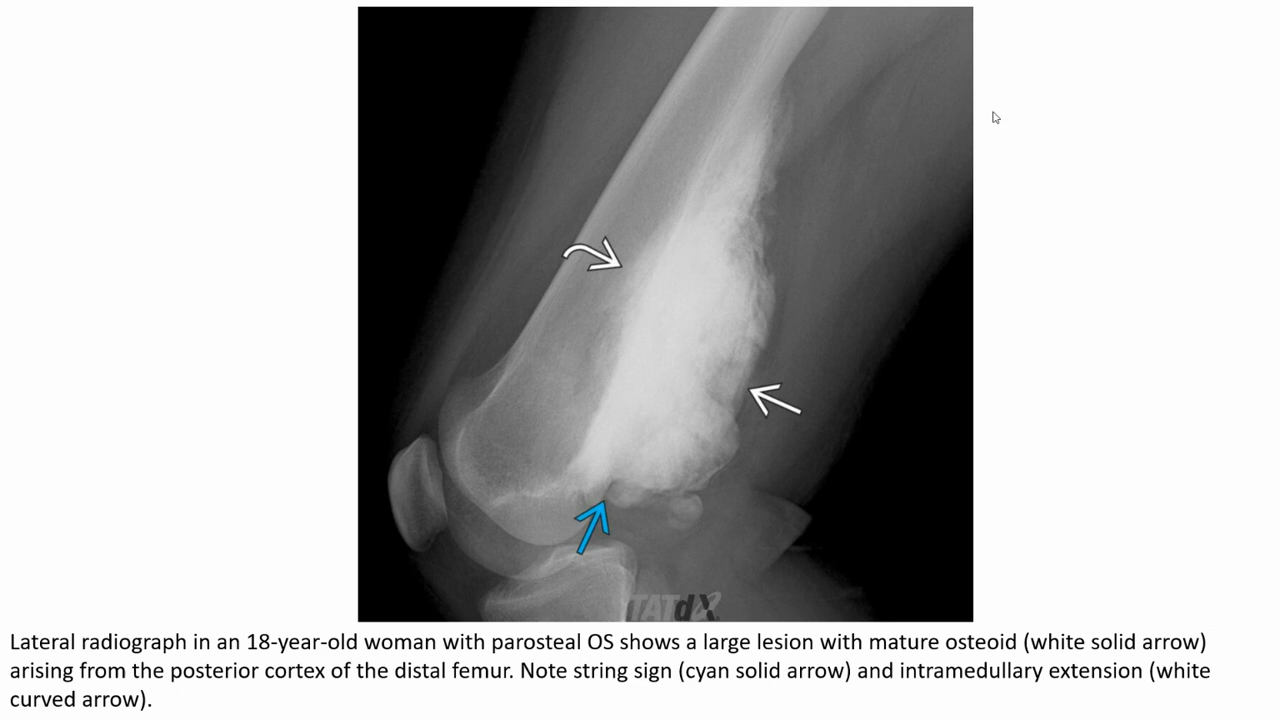 TATdX
Lateral radiograph in an 18-year-old woman with parosteal OS shows a large lesion with mature osteoid (white solid arrow)
arising from the posterior cortex of the distal femur. Note string sign (cyan solid arrow) and intramedullary extension (white
curved arrow).